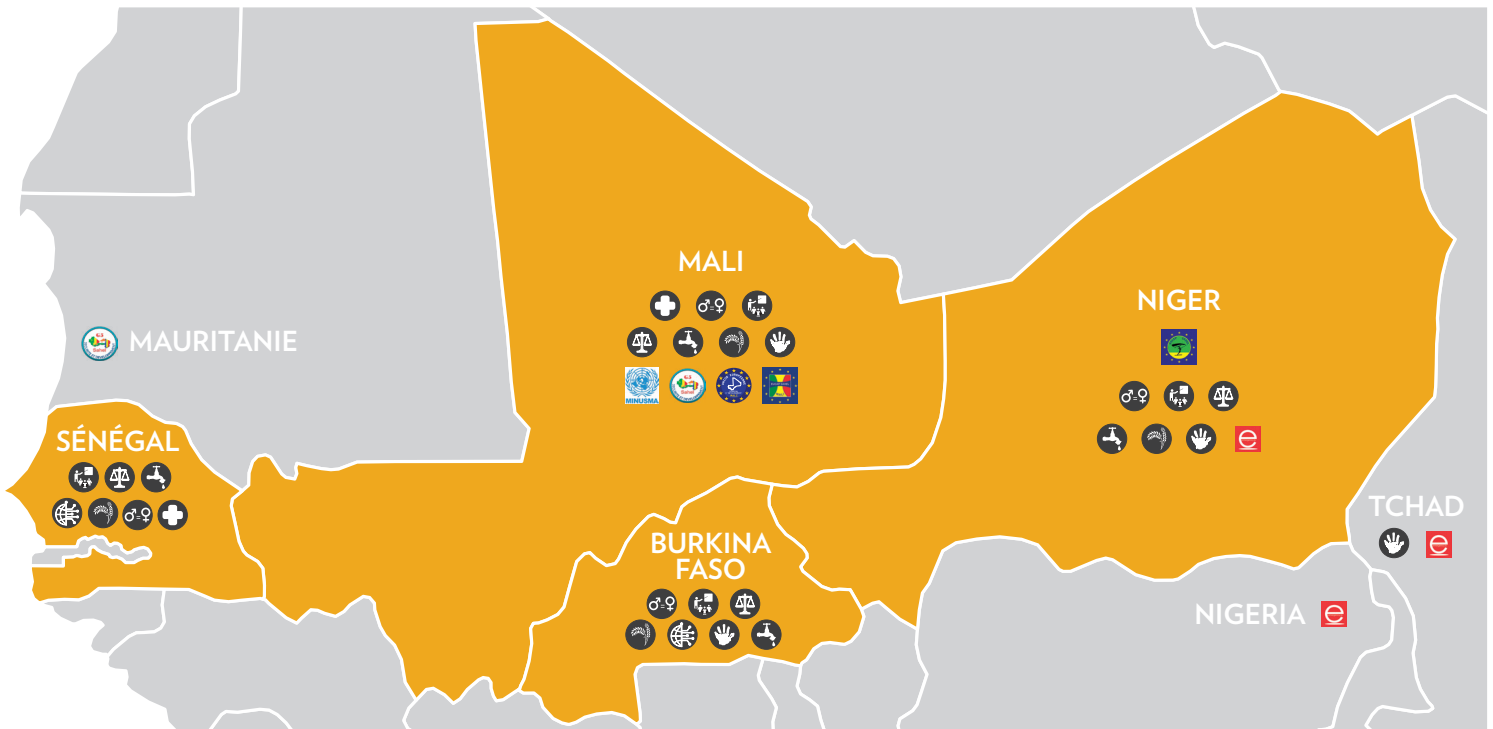 MALI
NIGER
MINUSMA
MAURITANIE
SÉNÉGAL
BURKINA
FASO
TCHAD
NIGERIA